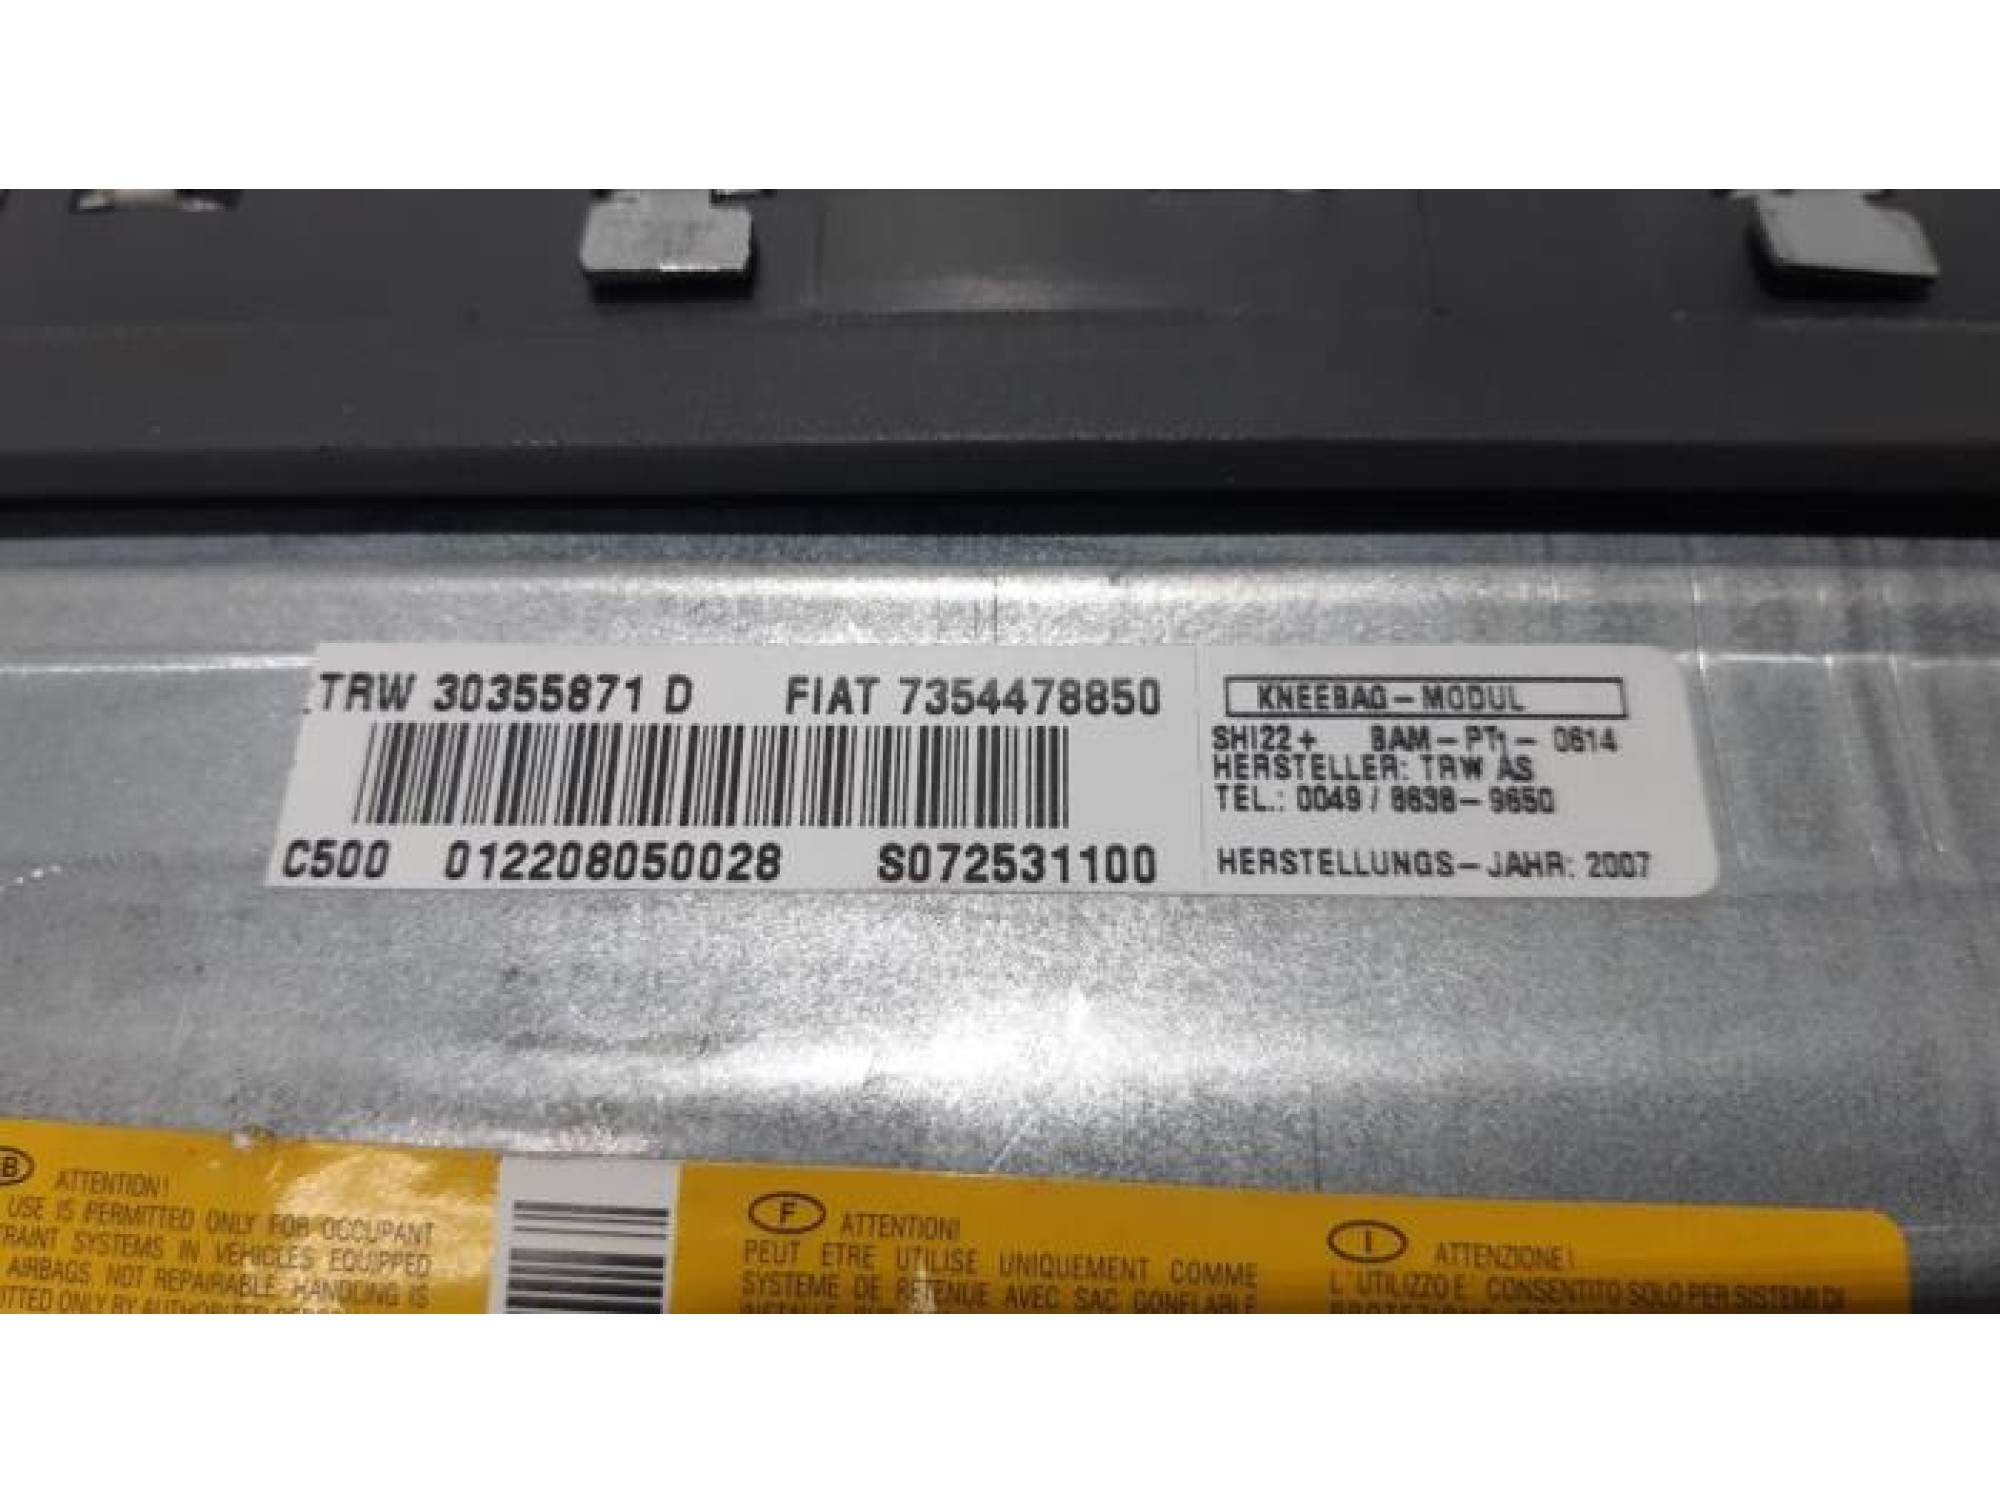 TRW 30355871 D FIAT 7354478850
C500 012208050028 S072531100
KNEEBAG-MODUL
SHI22+ BAM-PT1-0614
HERSTELLER: TRW AS
TEL.: 0049 / 8638-9650
HERSTELLUNGS-JAHR: 2007
ATTENTION!
USE IS PERMITTED ONLY FOR OCCUPANT
SYSTEMS IN VEHICLES EQUIPPED
AIRBAGS. NOT REPAIRABLE. HANDLING IS
ONLY BY
F ATTENTION!
PEUT ETRE UTILISE UNIQUEMENT COMME
SYSTEME DE RETENUE AVEC SAC GONFLABLE
I ATTENZIONE!
L'UTILIZZO E CONSENTITO SOLO PER SISTEMI DI